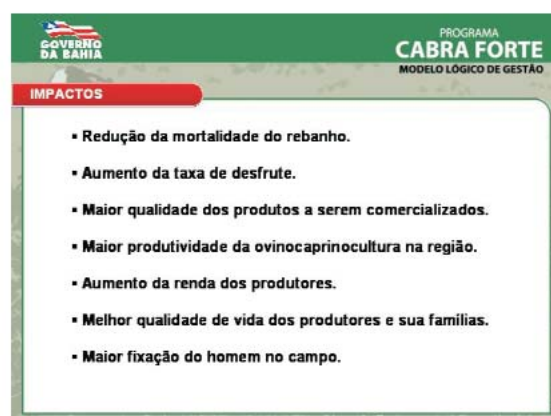 GOVERNO
DA BAHIA
PROGRAMA
CABRA FORTE
MODELO LÓGICO DE GESTÃO
IMPACTOS
▪ Redução da mortalidade do rebanho.
▪ Aumento da taxa de desfrute.
▪ Maior qualidade dos produtos a serem comercializados.
▪ Maior produtividade da ovinocaprinocultura na região.
▪ Aumento da renda dos produtores.
▪ Melhor qualidade de vida dos produtores e sua famílias.
▪ Maior fixação do homem no campo.